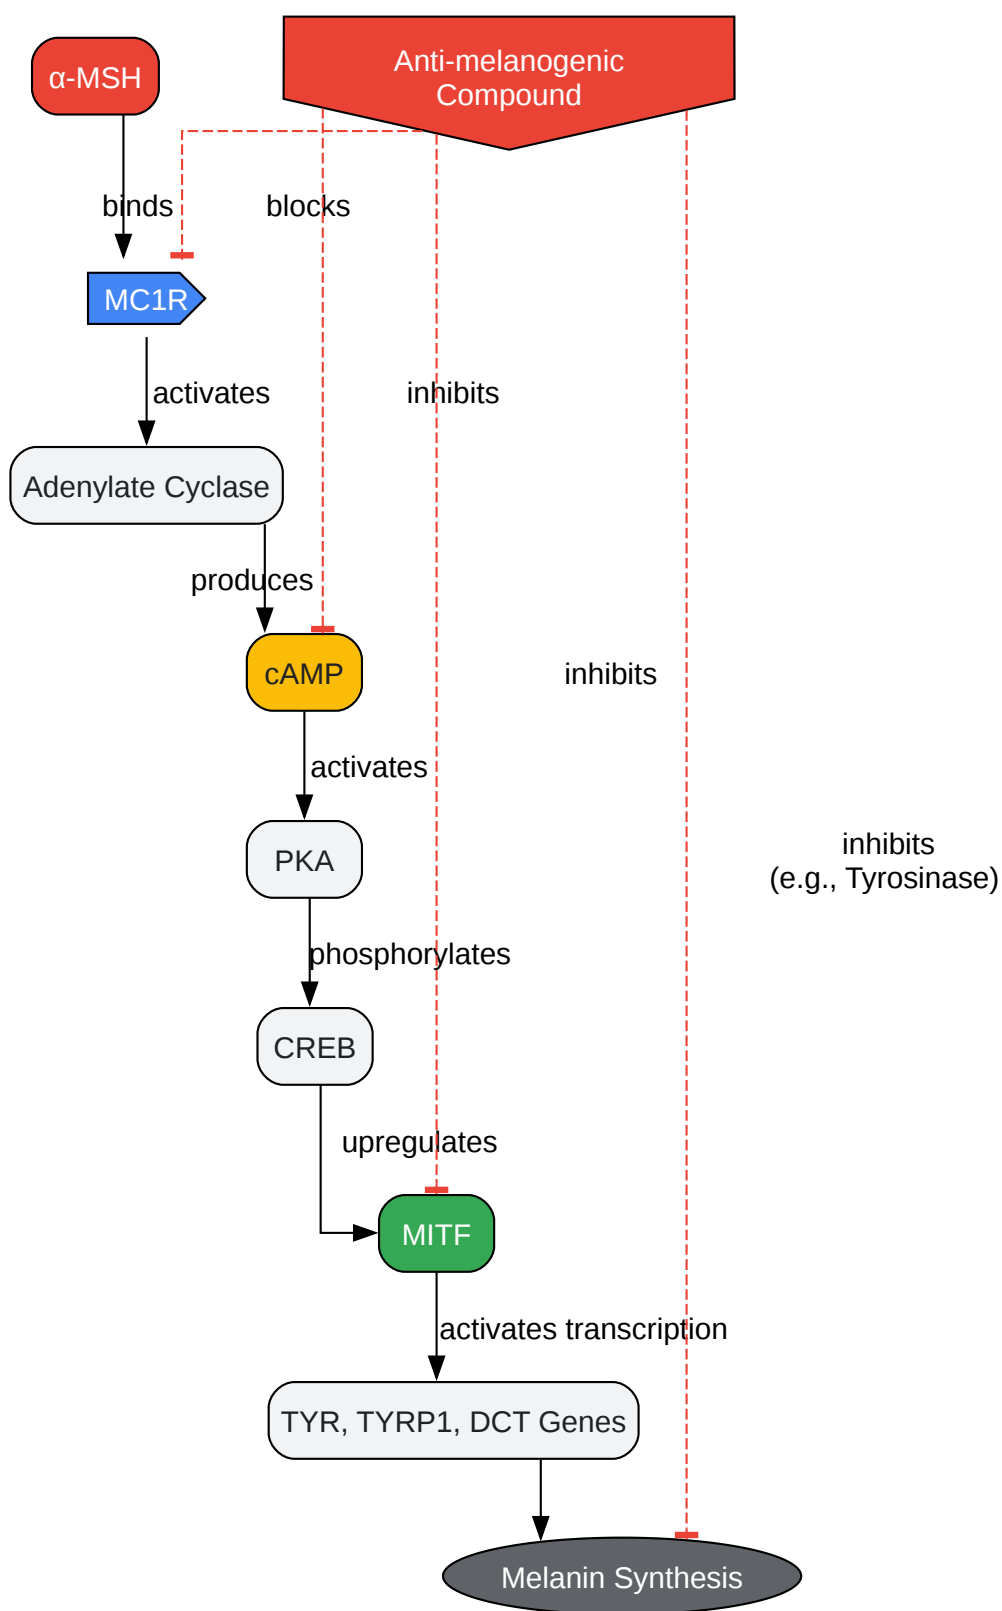 α-MSH
Anti-melanogenic
Compound
binds
blocks
MC1R
activates
inhibits
Adenylate Cyclase
produces
cAMP
inhibits
activates
PKA
inhibits
(e.g., Tyrosinase)
phosphorylates
CREB
upregulates
MITF
activates transcription
TYR, TYRP1, DCT Genes
Melanin Synthesis